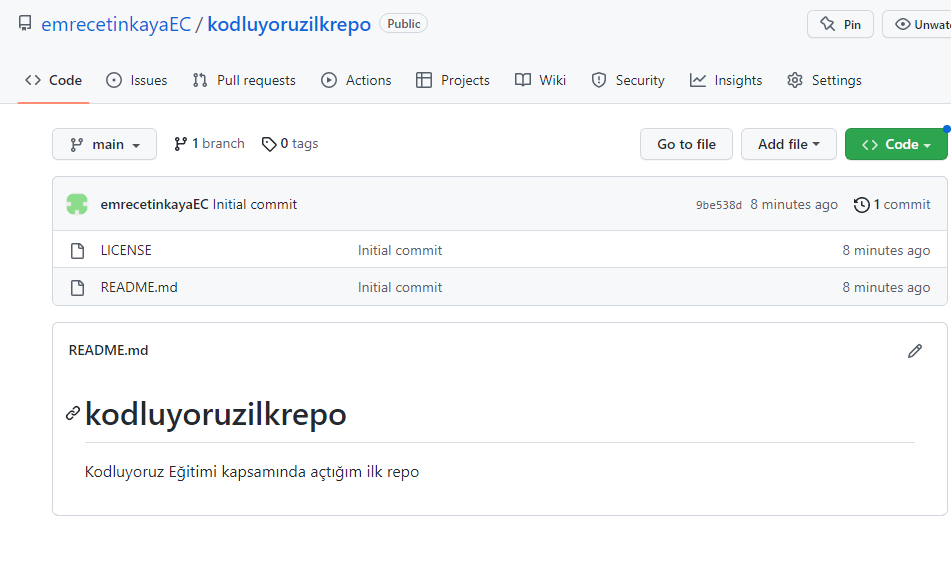 emrecetinkayaEC / kodluyoruzilkrepo Public Pin
Code Issues Pull requests Actions Projects Wiki Security Insights Settings
main 1 branch 0 tags Go to file Add file Code
emrecetinkayaEC Initial commit 9be538d 8 minutes ago 1 commit
LICENSE Initial commit 8 minutes ago
README.md Initial commit 8 minutes ago
README.md
kodluyoruzilkrepo
Kodluyoruz Eğitimi kapsamında açtığım ilk repo